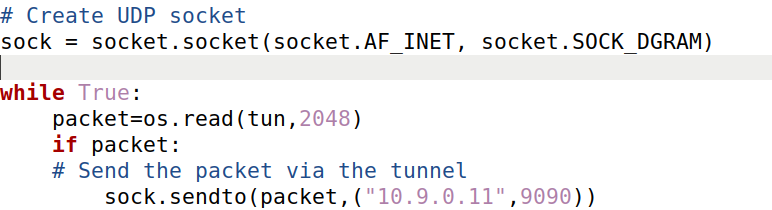 # Create UDP socket
sock = socket.socket(socket.AF_INET, socket.SOCK_DGRAM)

while True:
    packet=os.read(tun,2048)
    if packet:
    # Send the packet via the tunnel
        sock.sendto(packet,("10.9.0.11",9090))